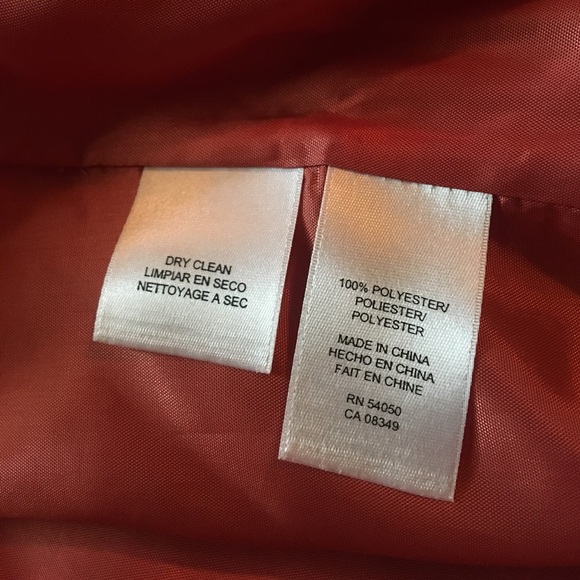 DRY CLEAN
LIMPIAR EN SECO
NETTOYAGE A SEC
100% POLYESTER/
POLIESTER/
POLYESTER
MADE IN CHINA
HECHO EN CHINA
FAIT EN CHINE
RN 54050
CA 08349